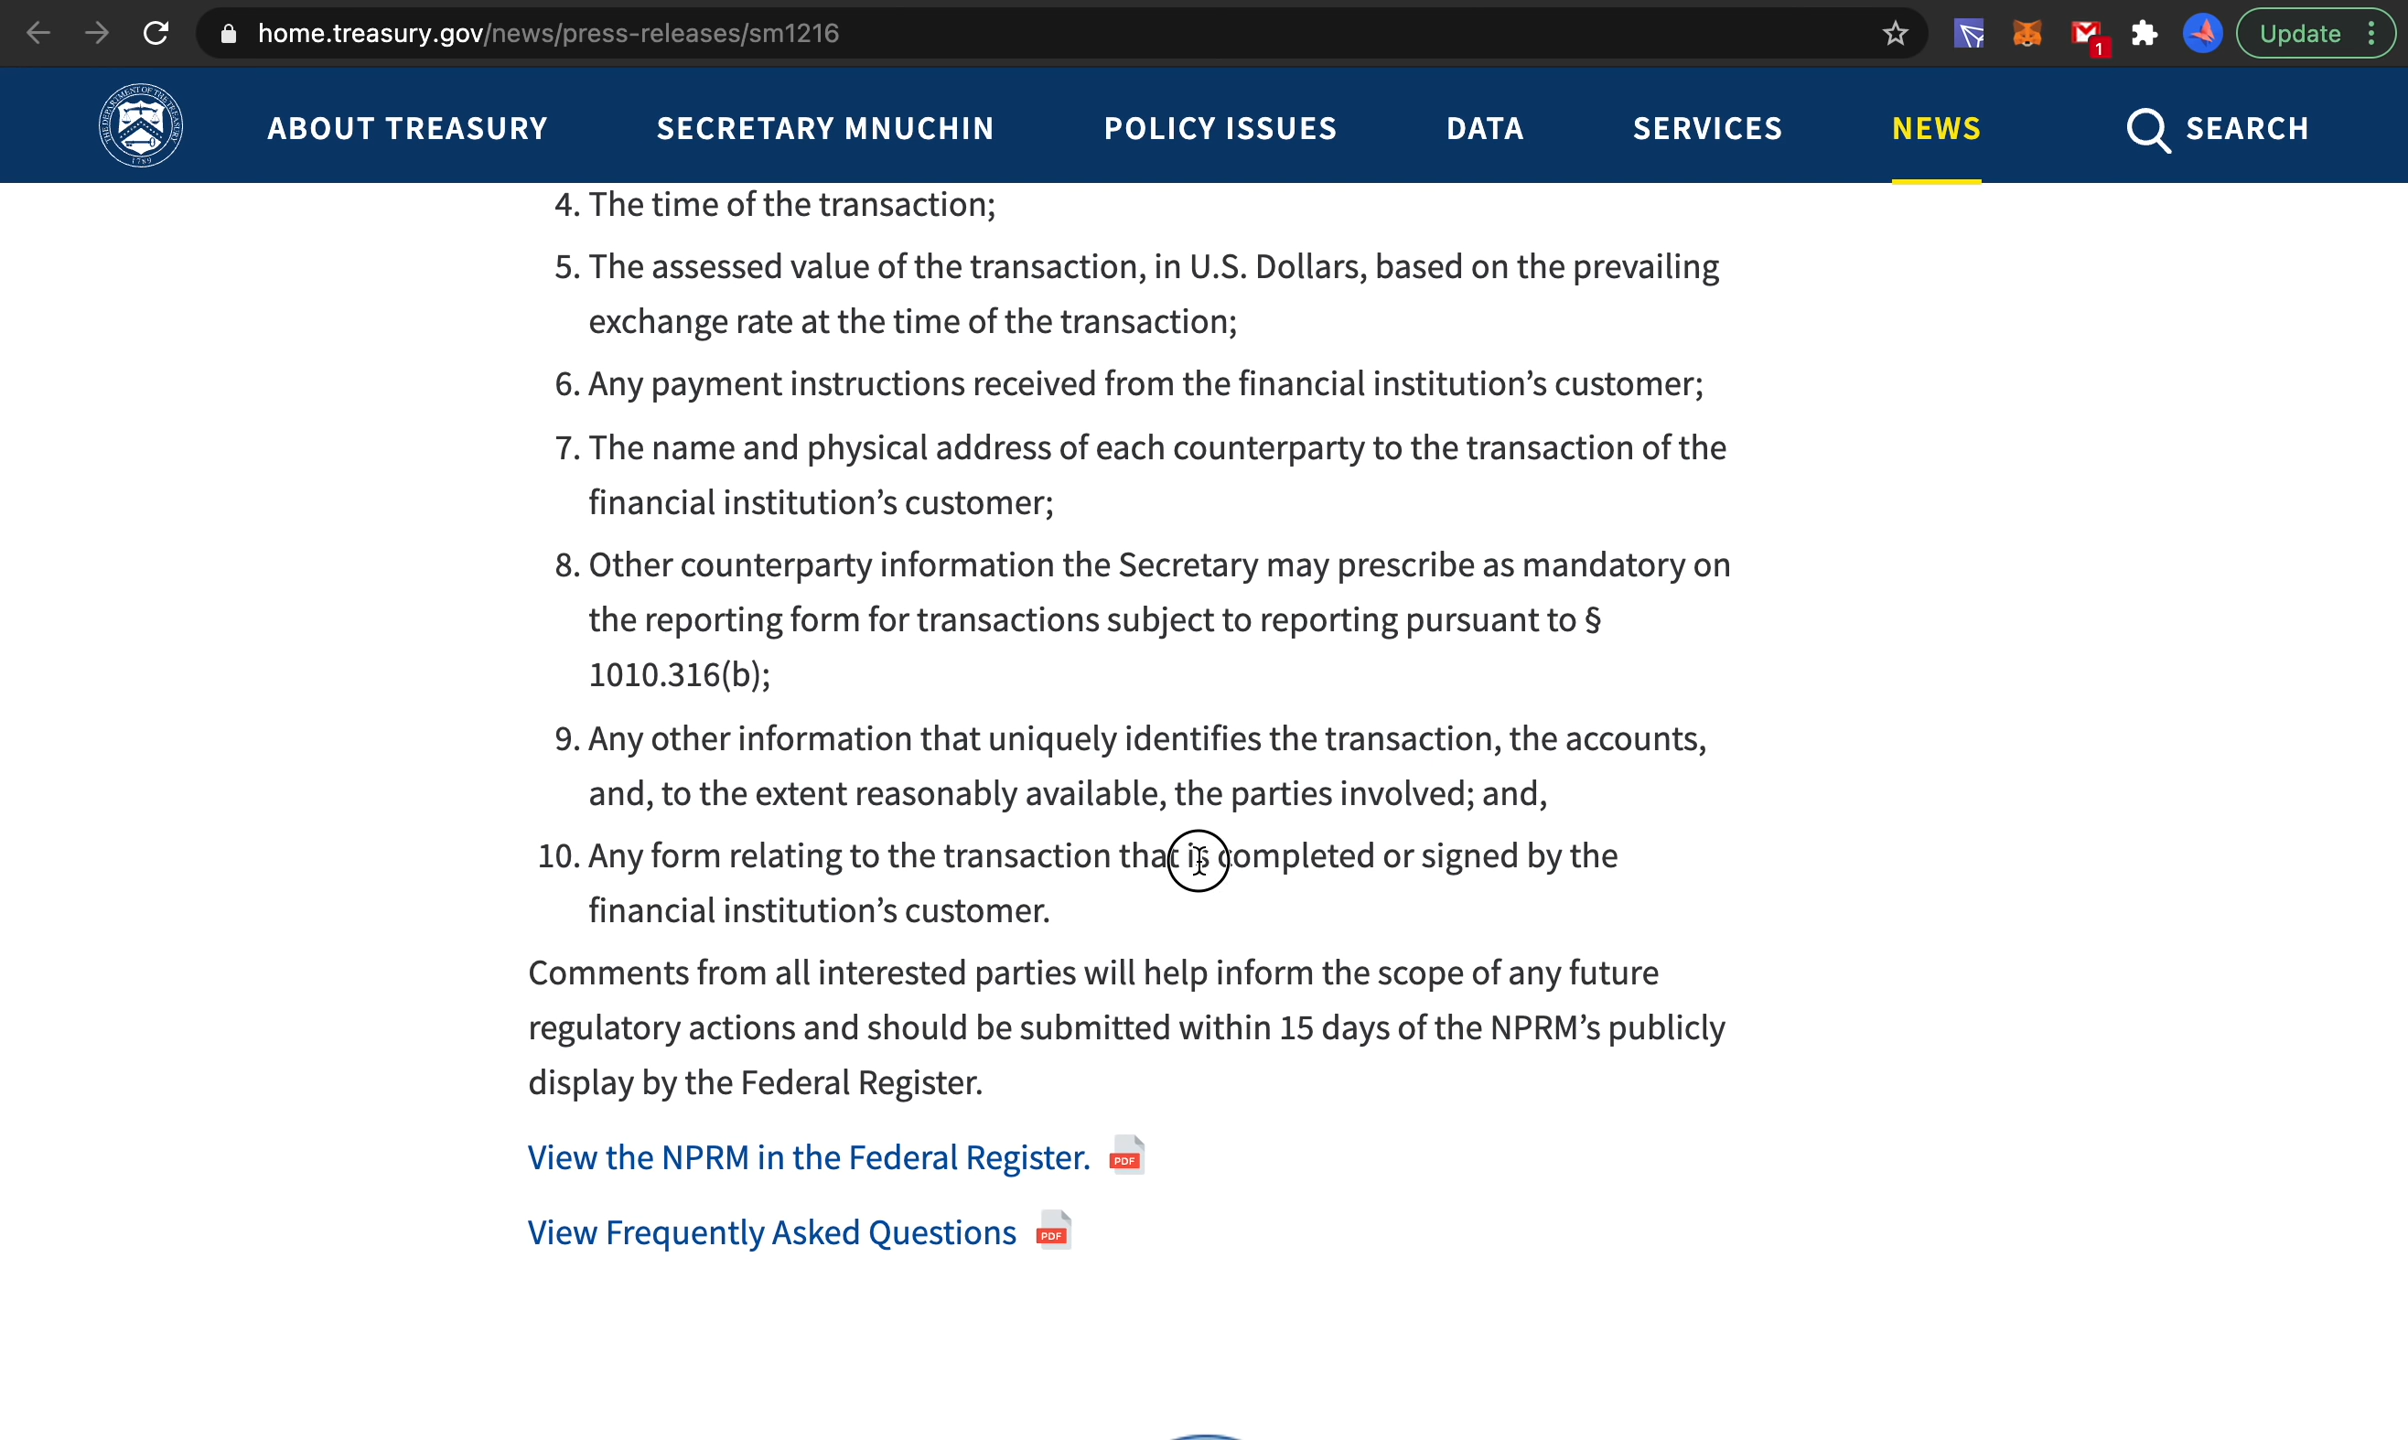 home.treasury.gov/news/press-releases/sm1216
1
Update
THE DEPARTMENT OF THE TREASURY
1789
ABOUT TREASURY
SECRETARY MNUCHIN
POLICY ISSUES
DATA
SERVICES
NEWS
SEARCH
4. The time of the transaction;
5. The assessed value of the transaction, in U.S. Dollars, based on the prevailing
exchange rate at the time of the transaction;
6. Any payment instructions received from the financial institution’s customer;
7. The name and physical address of each counterparty to the transaction of the
financial institution’s customer;
8. Other counterparty information the Secretary may prescribe as mandatory on
the reporting form for transactions subject to reporting pursuant to §
1010.316(b);
9. Any other information that uniquely identifies the transaction, the accounts,
and, to the extent reasonably available, the parties involved; and,
10. Any form relating to the transaction that is completed or signed by the
financial institution’s customer.
Comments from all interested parties will help inform the scope of any future
regulatory actions and should be submitted within 15 days of the NPRM’s publicly
display by the Federal Register.
View the NPRM in the Federal Register. PDF
View Frequently Asked Questions PDF